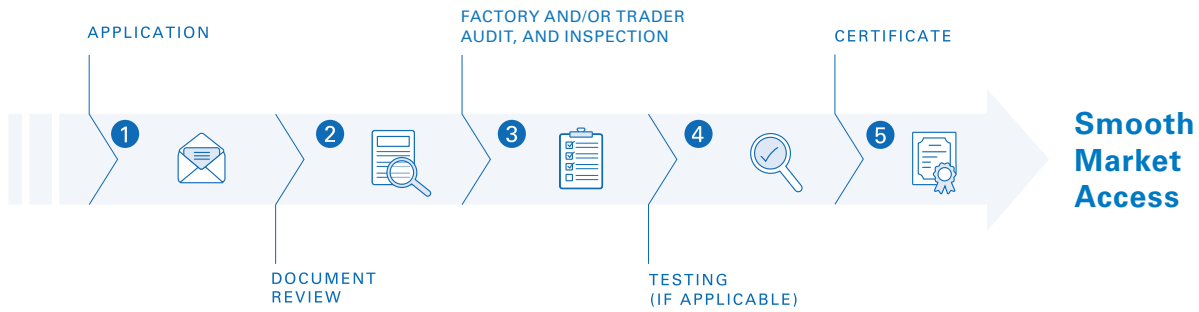 APPLICATION
1
2
DOCUMENT
REVIEW
FACTORY AND/OR TRADER
AUDIT, AND INSPECTION
3
4
TESTING
(IF APPLICABLE)
CERTIFICATE
5
Smooth
Market
Access